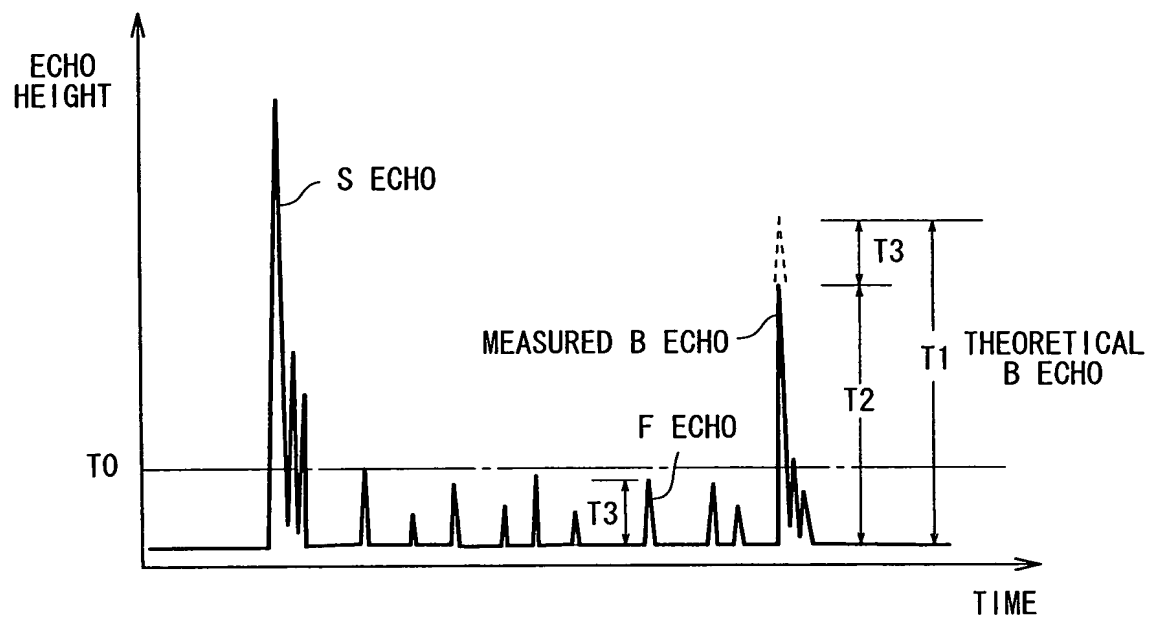 ECHO
HEIGHT
S ECHO
T3
MEASURED B ECHO
T1
THEORETICAL
B ECHO
T2
F ECHO
T0
T3
TIME